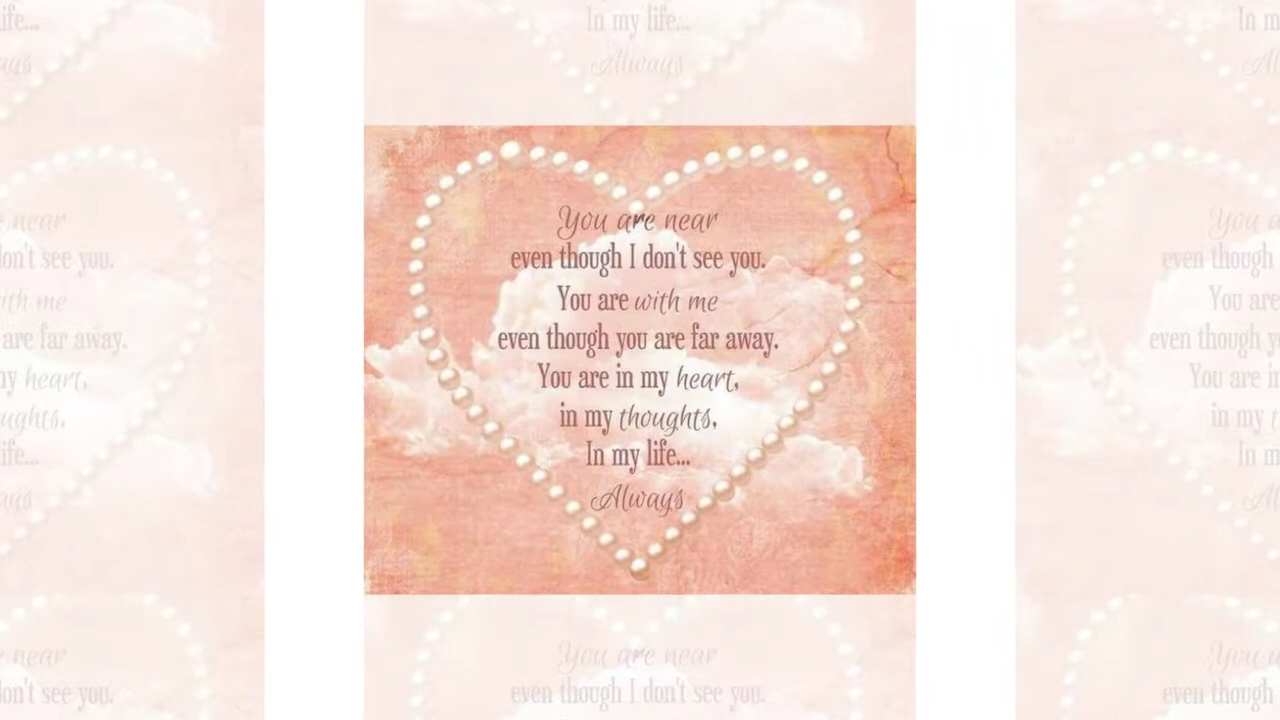 You are near
even though I don't see you.
You are with me
even though you are far away.
You are in my heart,
in my thoughts,
In my life...
Always